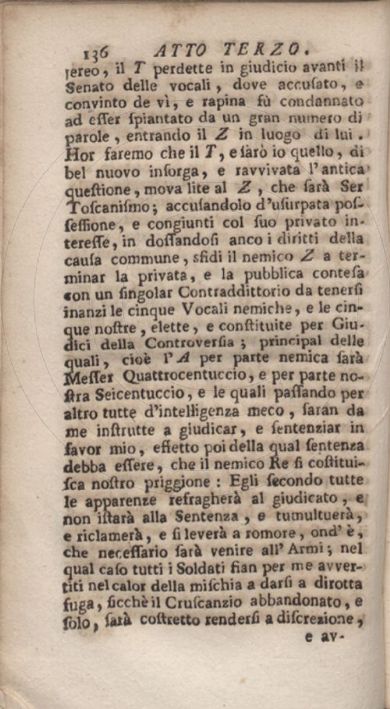 136 ATTO TERZO.
jereo, il T perdette in giudicio avanti il
Senato delle vocali, dove accuſato, e
convinto de vì, e rapina fù condannato
ad eſſer ſpiantato da un gran numero di
parole, entrando il Z in luogo di lui.
Hor faremo che il T, e ſarò io quello, di
bel nuovo inſorga, e ravvivata l'antica
queſtione, mova lite al Z, che ſarà Ser
Toſcaniſmo; accuſandolo d'uſurpata poſ-
ſeſſione, e congiunti col ſuo privato in-
tereſſe, in doſſandoſi anco i diritti della
cauſa commune, sfidi il nemico Z a ter-
minar la privata, e la pubblica conteſa
con un ſingolar Contraddittorio da tenerſi
inanzi le cinque Vocali nemiche, e le cin-
que noſtre, elette, e conſtituite per Giu-
dici della Controverſia; principal delle
quali, cioè l'A per parte nemica ſarà
Meſſer Quattrocentuccio, e per parte no-
ſtra Seicentuccio, e le quali paſſando per
altro tutte d'intelligenza meco, ſaran da
me inſtrutte a giudicar, e ſentenziar in
favor mio, effetto poi della qual ſentenza
debba eſſere, che il nemico Re ſi coſtitui-
ſca noſtro priggione: Egli ſecondo tutte
le apparenze refragherà al giudicato, e
non iſtarà alla Sentenza, e tumultuerà,
e riclamerà, e ſi leverà a romore, ond'è,
che neceſſario ſarà venire all'Armi; nel
qual caſo tutti i Soldati ſian per me avver-
titi nel calor della miſchia a darſi a dirotta
fuga, ſicchè il Cruſcanzio abbandonato, e
ſolo, ſarà coſtretto renderſi a diſcrezione,
e av-